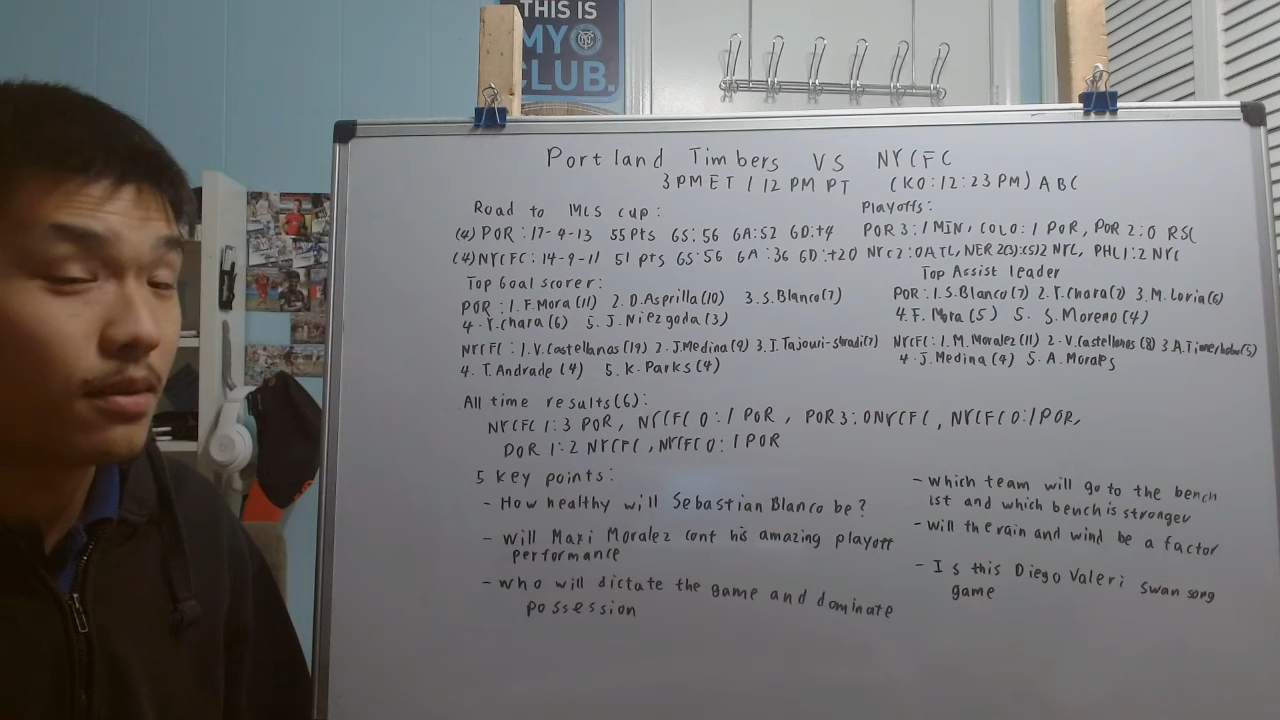 THIS IS
MY
CLUB.
Portland Timbers VS NYCFC
3 PM ET / 12 PM PT (KO: 12:23 PM) ABC
Road to MLS cup:
Playoffs:
(4) POR: 17-4-13 55 Pts GS: 56 GA: 52 GD: +4
POR 3:1 MIN, COLO:1 POR, POR 2:0 RSL
(4) NYCFC: 14-9-11 51 pts GS: 56 GA: 36 GD: +20
NYC 2:0 ATL, NER 2(3):(5)2 NYC, PHL 1:2 NYC
Top Goal scorer:
Top Assist leader
POR: 1. F. Mora (11) 2. D. Asprilla (10) 3. S. Blanco (7)
POR: 1. S. Blanco (7) 2. Y. Chara (7) 3. M. Loria (6)
4. Y. Chara (6) 5. J. Niezgoda (3)
4. F. Mora (5) 5. S. Moreno (4)
NYCFC: 1. V. Castellanos (19) 2. J. Medina (9) 3. I. Tajouri-shradi (7)
NYCFC: 1. M. Moralez (11) 2. V. Castellanos (8) 3. A. (5)
4. T. Andrade (4) 5. K. Parks (4)
4. J. Medina (4) 5. A. Morales
All time results (6):
NYCFC 1:3 POR, NYCFC 0:1 POR, POR 3:0 NYCFC, NYCFC 0:1 POR,
POR 1:2 NYCFC, NYCFC 0:1 POR
5 key points:
- How healthy will Sebastian Blanco be?
- will Maxi Moralez cont his amazing playoff
performance
- who will dictate the game and dominate
possession
- which team will go to the bench
1st and which bench is stronger
- will the rain and wind be a factor
- Is this Diego Valeri swan song
game